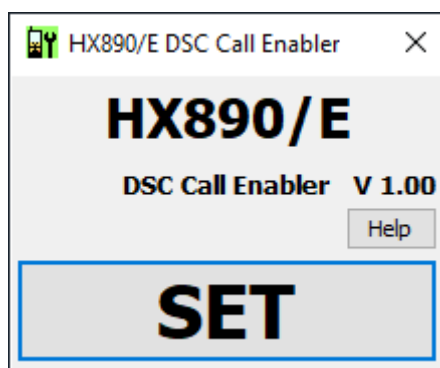 HX890/E DSC Call Enabler
HX890/E
DSC Call Enabler V 1.00
Help
SET